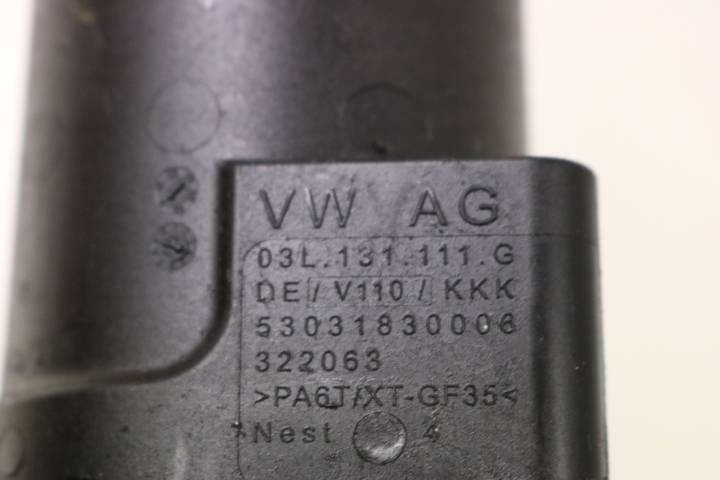 VW AG
03L.131.111.G
DE/V110/KKK
53031830006
322063
>PA6T/XT-GF35<
Nest 4